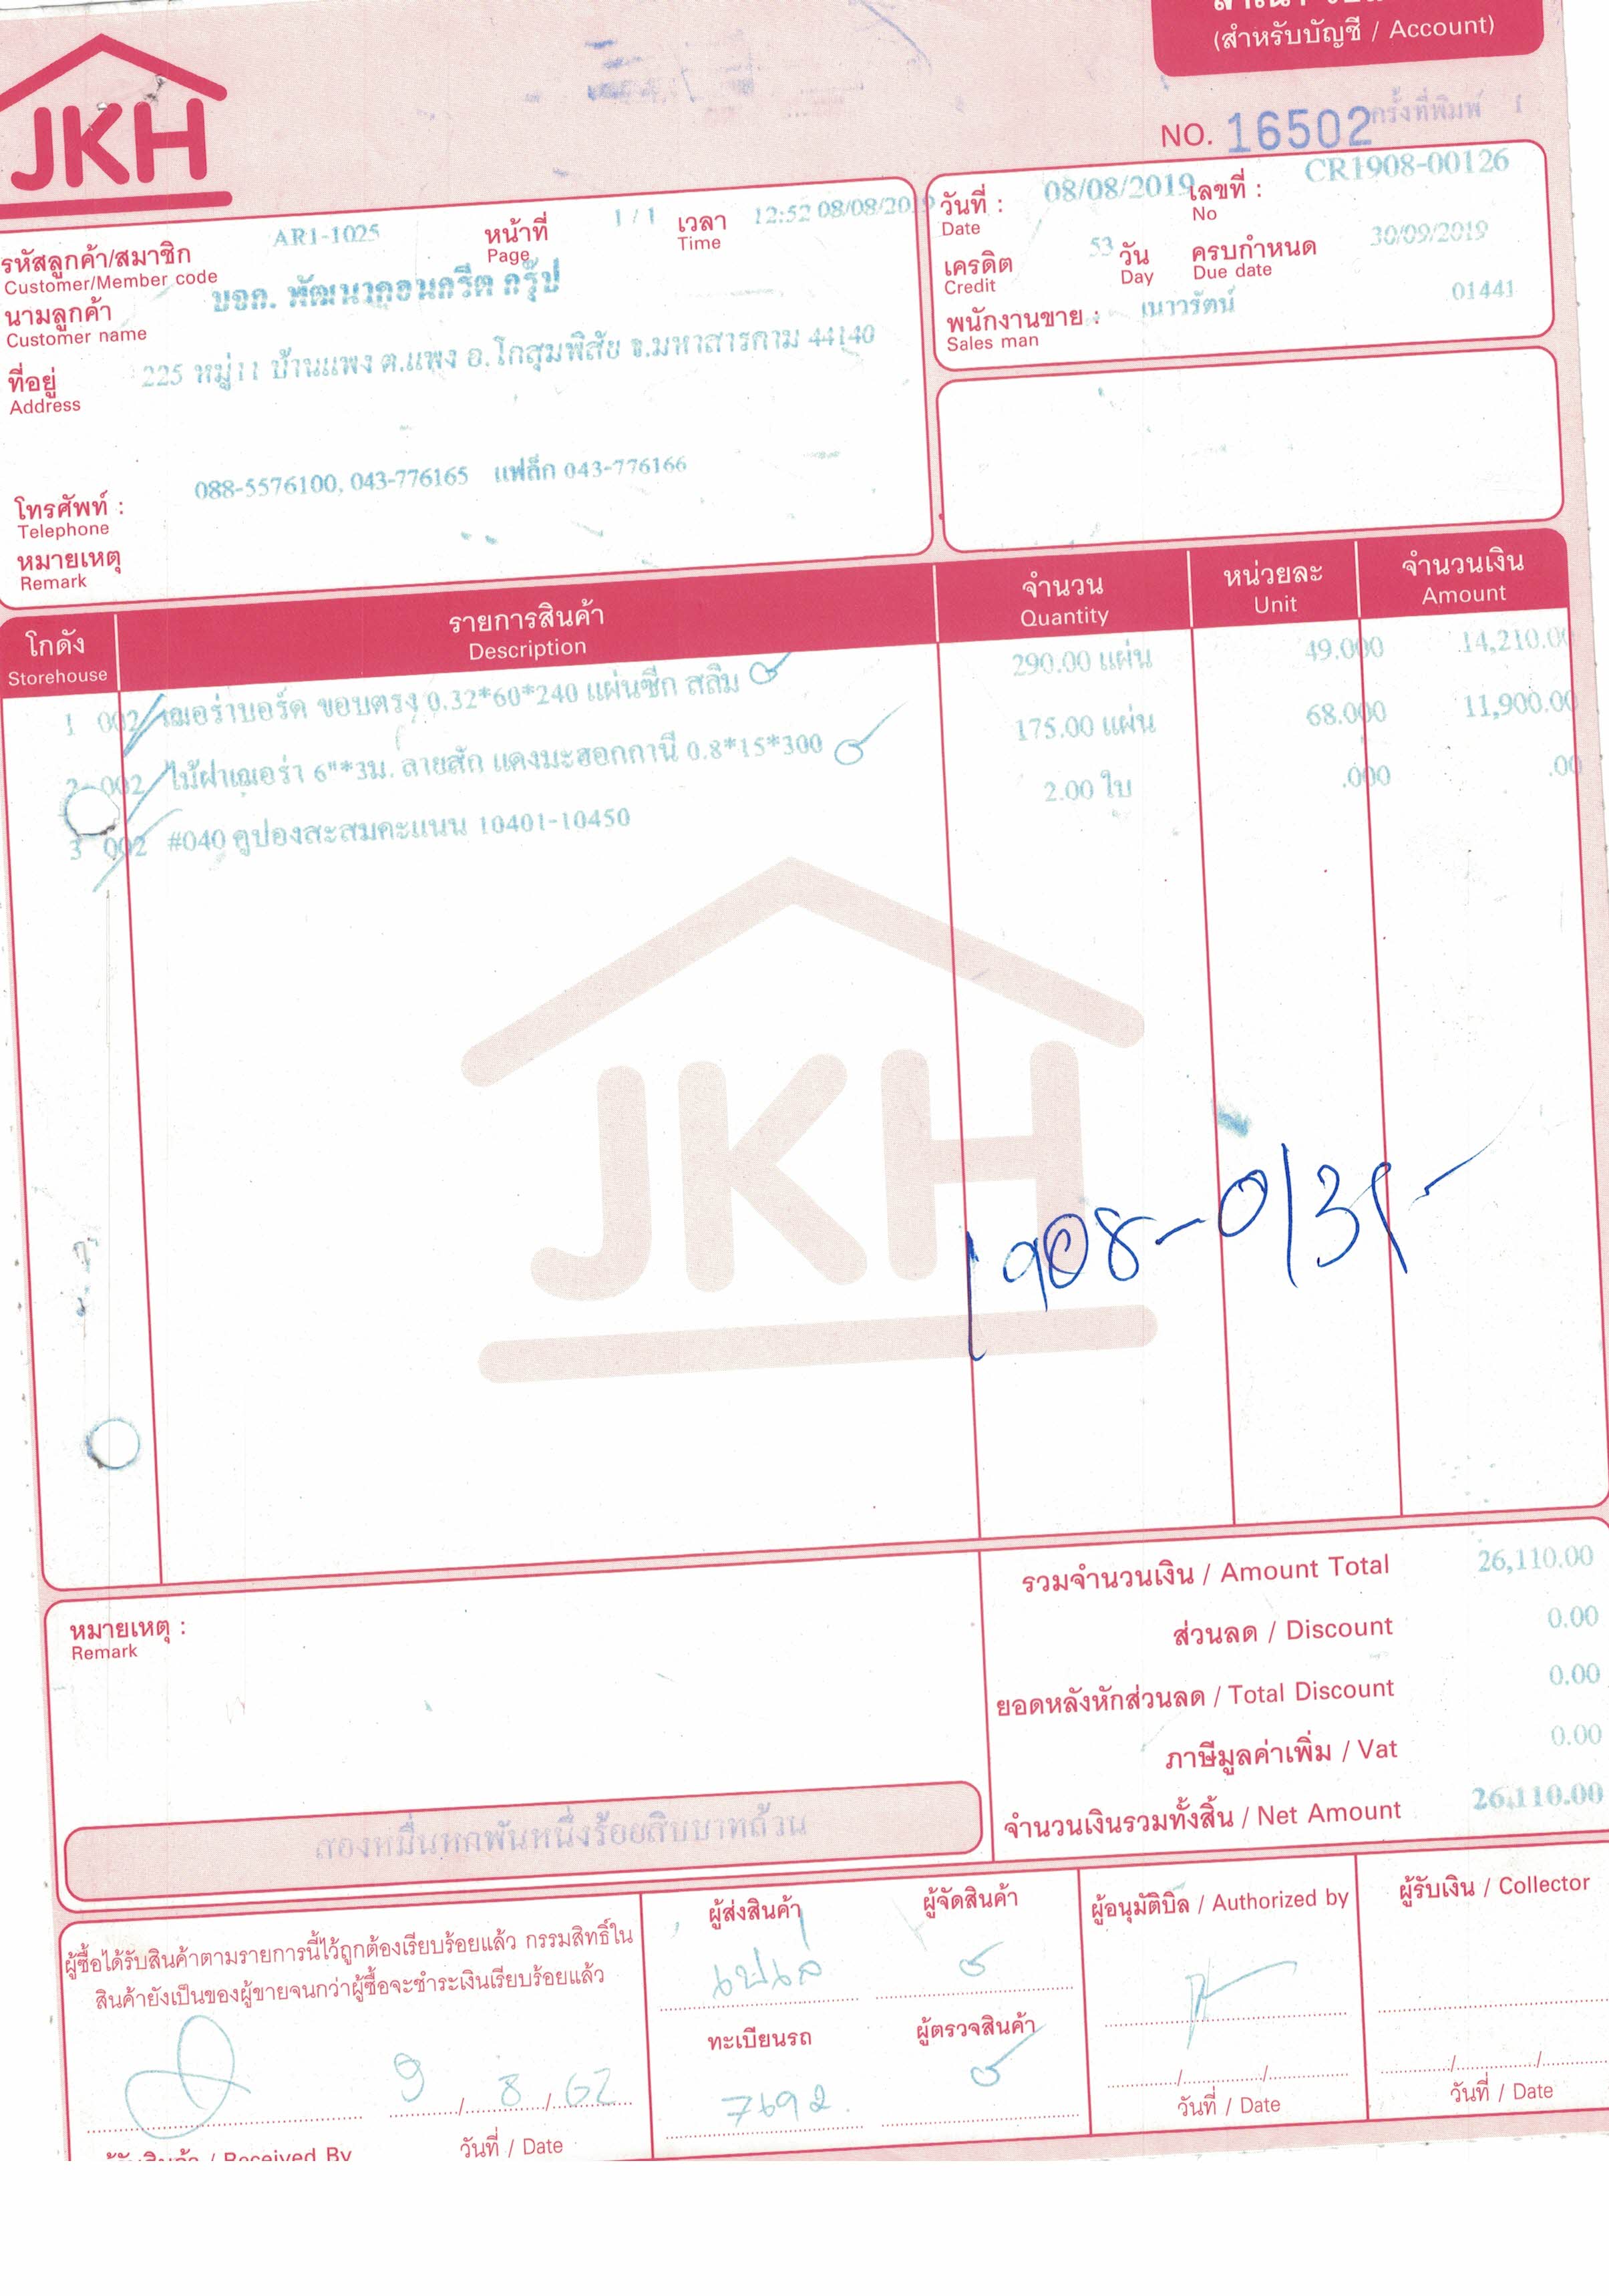 (สำหรับบัญชี / Account)
JKH
NO. 16502 ครั้งที่พิมพ์ 1
รหัสลูกค้า/สมาชิก AR1-1025 หน้าที่ 1 / 1 เวลา 12:52 08/08/2019
Customer/Member code Page Time
นามลูกค้า บจก. พัฒนาคอนกรีต กรุ๊ป
Customer name
ที่อยู่ 225 หมู่11 บ้านแพง ต.แพง อ.โกสุมพิสัย จ.มหาสารคาม 44140
Address
โทรศัพท์ : 088-5576100, 043-776165 แฟล็ก 043-776166
Telephone
หมายเหตุ
Remark
วันที่ : 08/08/2019 เลขที่ : CR1908-00126
Date No
เครดิต 53 วัน ครบกำหนด 30/09/2019
Credit Day Due date
พนักงานขาย : เนาวรัตน์ 01441
Sales man
โกดัง รายการสินค้า จำนวน หน่วยละ จำนวนเงิน
Storehouse Description Quantity Unit Amount
1 002 เฌอร่าบอร์ด ขอบตรง 0.32*60*240 แผ่นซีก สลิม 290.00 แผ่น 49.000 14,210.00
2 002 ไม้ฝาเฌอร่า 6"*3ม. ลายสัก แดงมะฮอกกานี 0.8*15*300 175.00 แผ่น 68.000 11,900.00
3 002 #040 คูปองสะสมคะแนน 10401-10450 2.00 ใบ .000 .00
JKH
1908-0131-
รวมจำนวนเงิน / Amount Total 26,110.00
ส่วนลด / Discount 0.00
ยอดหลังหักส่วนลด / Total Discount 0.00
ภาษีมูลค่าเพิ่ม / Vat 0.00
จำนวนเงินรวมทั้งสิ้น / Net Amount 26,110.00
หมายเหตุ :
Remark
สองหมื่นหกพันหนึ่งร้อยสิบบาทถ้วน
ผู้ซื้อได้รับสินค้าตามรายการนี้ไว้ถูกต้องเรียบร้อยแล้ว กรรมสิทธิ์ใน
สินค้ายังเป็นของผู้ขายจนกว่าผู้ซื้อจะชำระเงินเรียบร้อยแล้ว
9 / 8 / 62
วันที่ / Date
/ Received By
ผู้ส่งสินค้า ผู้จัดสินค้า
ทะเบียนรถ ผู้ตรวจสินค้า
7692
ผู้อนุมัติบิล / Authorized by
วันที่ / Date
ผู้รับเงิน / Collector
วันที่ / Date